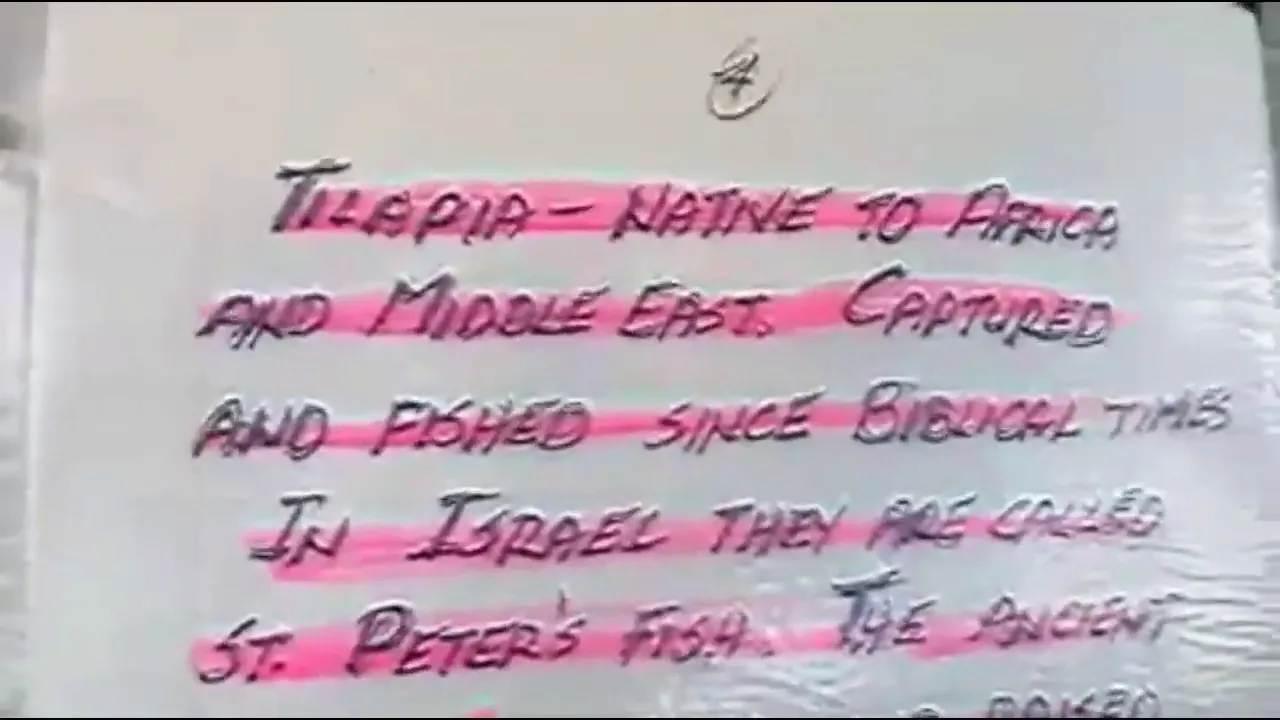 4
TILAPIA - NATIVE TO AFRICA
AND MIDDLE EAST. CAPTURED
AND FISHED SINCE BIBLICAL TIMES
IN ISRAEL THEY ARE CALLED
ST. PETER'S FISH. THE ANCIENT
RAISED